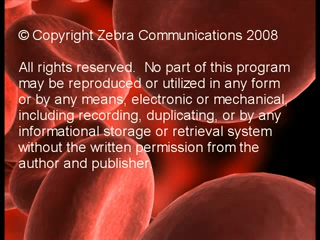 © Copyright Zebra Communications 2008
All rights reserved.  No part of this program
may be reproduced or utilized in any form
or by any means, electronic or mechanical,
including recording, duplicating, or by any
informational storage or retrieval system
without the written permission from the
author and publisher.